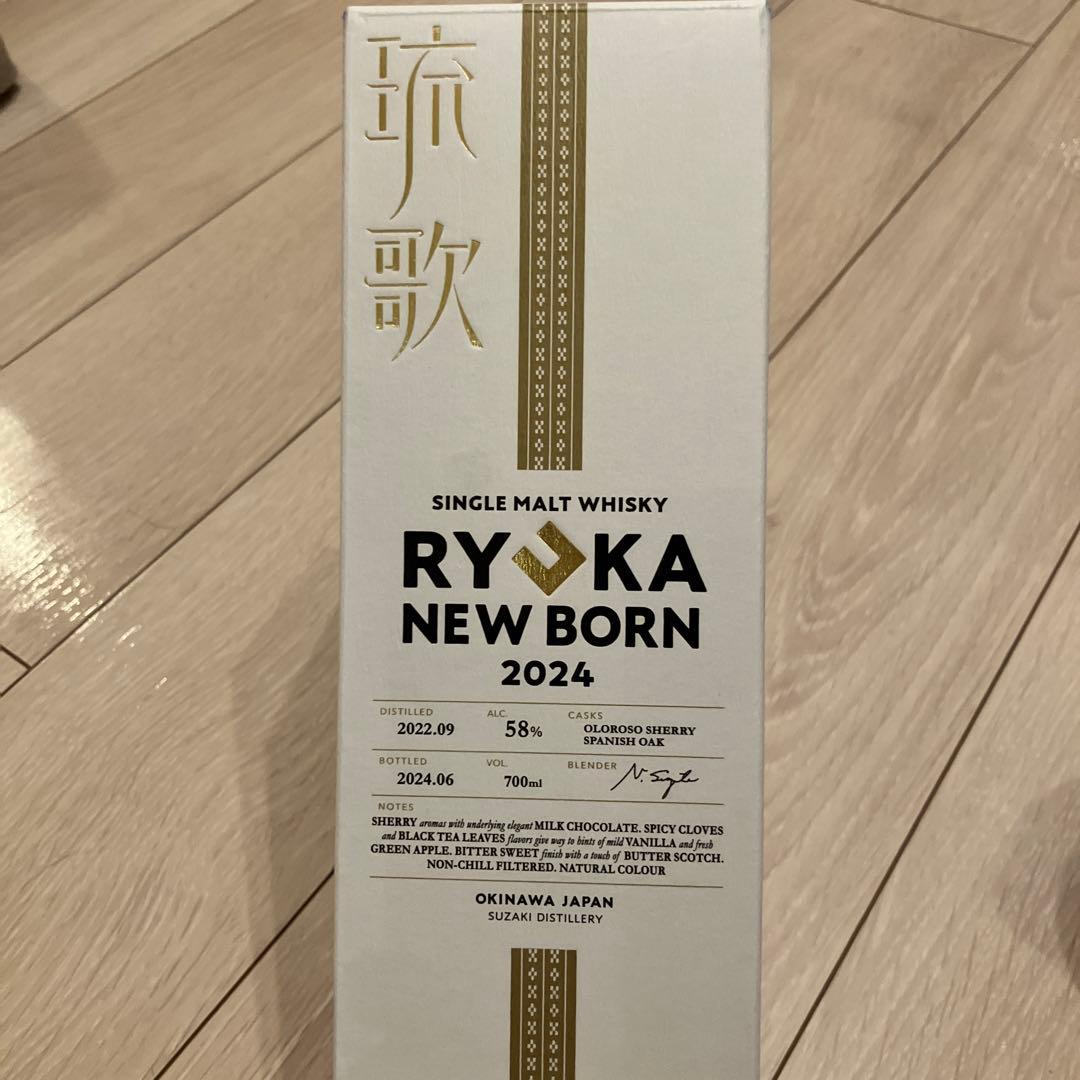 琉歌
SINGLE MALT WHISKY
RYUKA
NEW BORN
2024
DISTILLED
2022.09
ALC.
58%
CASKS
OLOROSO SHERRY
SPANISH OAK
BOTTLED
2024.06
VOL.
700ml
BLENDER
NOTES
SHERRY aromas with underlying elegant MILK CHOCOLATE. SPICY CLOVES
and BLACK TEA LEAVES flavors give way to hints of mild VANILLA and fresh
GREEN APPLE. BITTER SWEET finish with a touch of BUTTER SCOTCH.
NON-CHILL FILTERED. NATURAL COLOUR
OKINAWA JAPAN
SUZAKI DISTILLERY